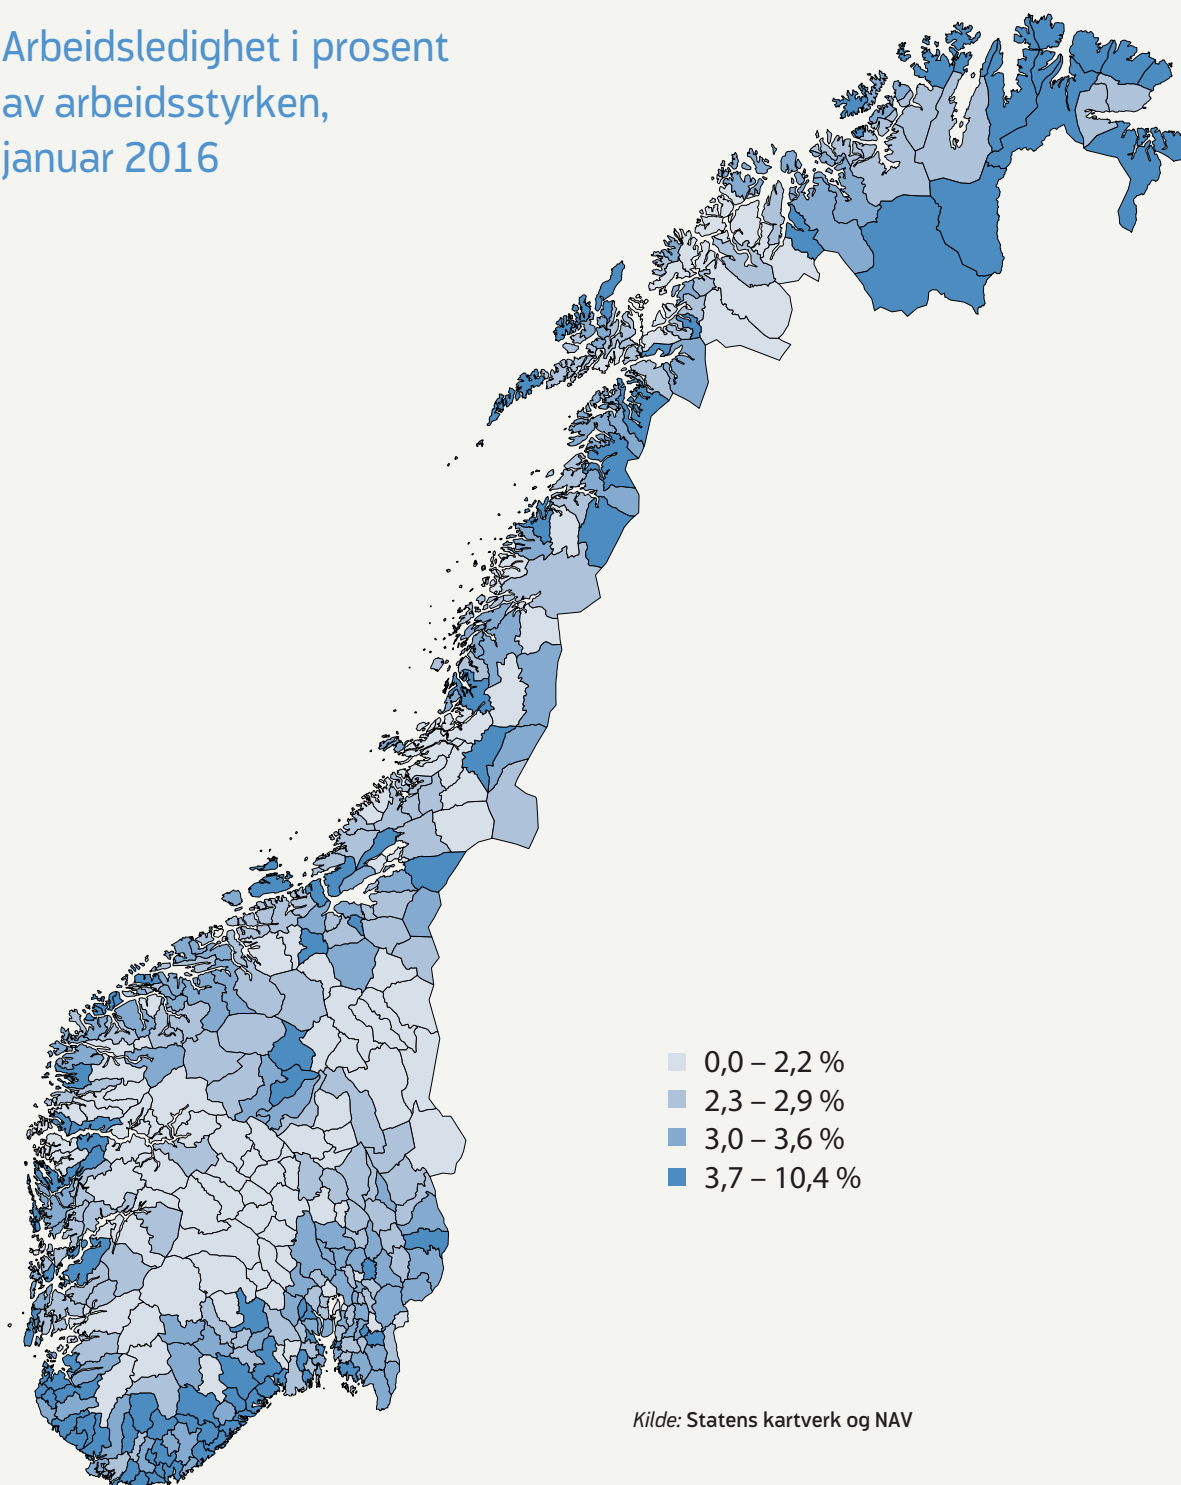 Arbeidsledighet i prosent
av arbeidsstyrken,
januar 2016
0,0 – 2,2 %
2,3 – 2,9 %
3,0 – 3,6 %
3,7 – 10,4 %
Kilde: Statens kartverk og NAV